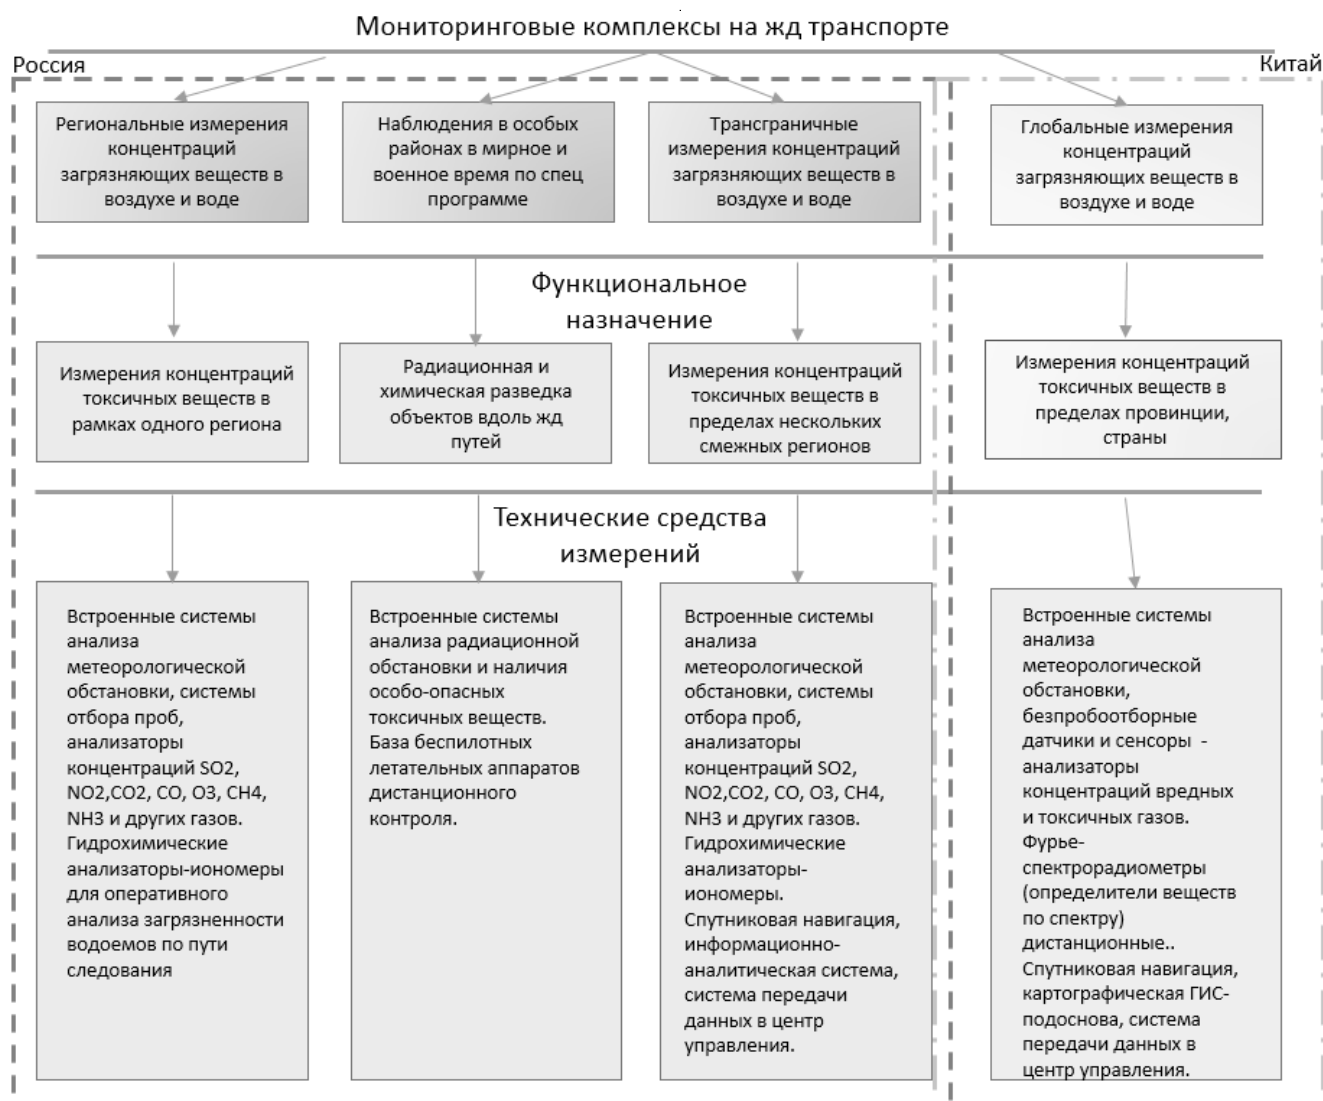 Мониторинговые комплексы на жд транспорте
Россия
Китай
Региональные измерения
концентраций
загрязняющих веществ в
воздухе и воде
Наблюдения в особых
районах в мирное и
военное время по спец
программе
Трансграничные
измерения концентраций
загрязняющих веществ в
воздухе и воде
Глобальные измерения
концентраций
загрязняющих веществ в
воздухе и воде
Функциональное
назначение
Измерения концентраций
токсичных веществ в
рамках одного региона
Радиационная и
химическая разведка
объектов вдоль жд
путей
Измерения концентраций
токсичных веществ в
пределах нескольких
смежных регионов
Измерения концентраций
токсичных веществ в
пределах провинции,
страны
Технические средства
измерений
Встроенные системы
анализа
метеорологической
обстановки, системы
отбора проб,
анализаторы
концентраций SO2,
NO2,CO2, CO, O3, CH4,
NH3 и других газов.
Гидрохимические
анализаторы-иономеры
для оперативного
анализа загрязненности
водоемов по пути
следования
Встроенные системы
анализа радиационной
обстановки и наличия
особо-опасных
токсичных веществ.
База беспилотных
летательных аппаратов
дистанционного
контроля.
Встроенные системы
анализа
метеорологической
обстановки, системы
отбора проб,
анализаторы
концентраций SO2,
NO2,CO2, CO, O3, CH4,
NH3 и других газов.
Гидрохимические
анализаторы-
иономеры.
Спутниковая навигация,
информационно-
аналитическая система,
система передачи
данных в центр
управления.
Встроенные системы
анализа
метеорологической
обстановки,
безпробоотборные
датчики и сенсоры  -
анализаторы
концентраций вредных
и токсичных газов.
Фурье-
спектрорадиометры
(определители веществ
по спектру)
дистанционные..
Спутниковая навигация,
картографическая ГИС-
подоснова, система
передачи данных в
центр управления.